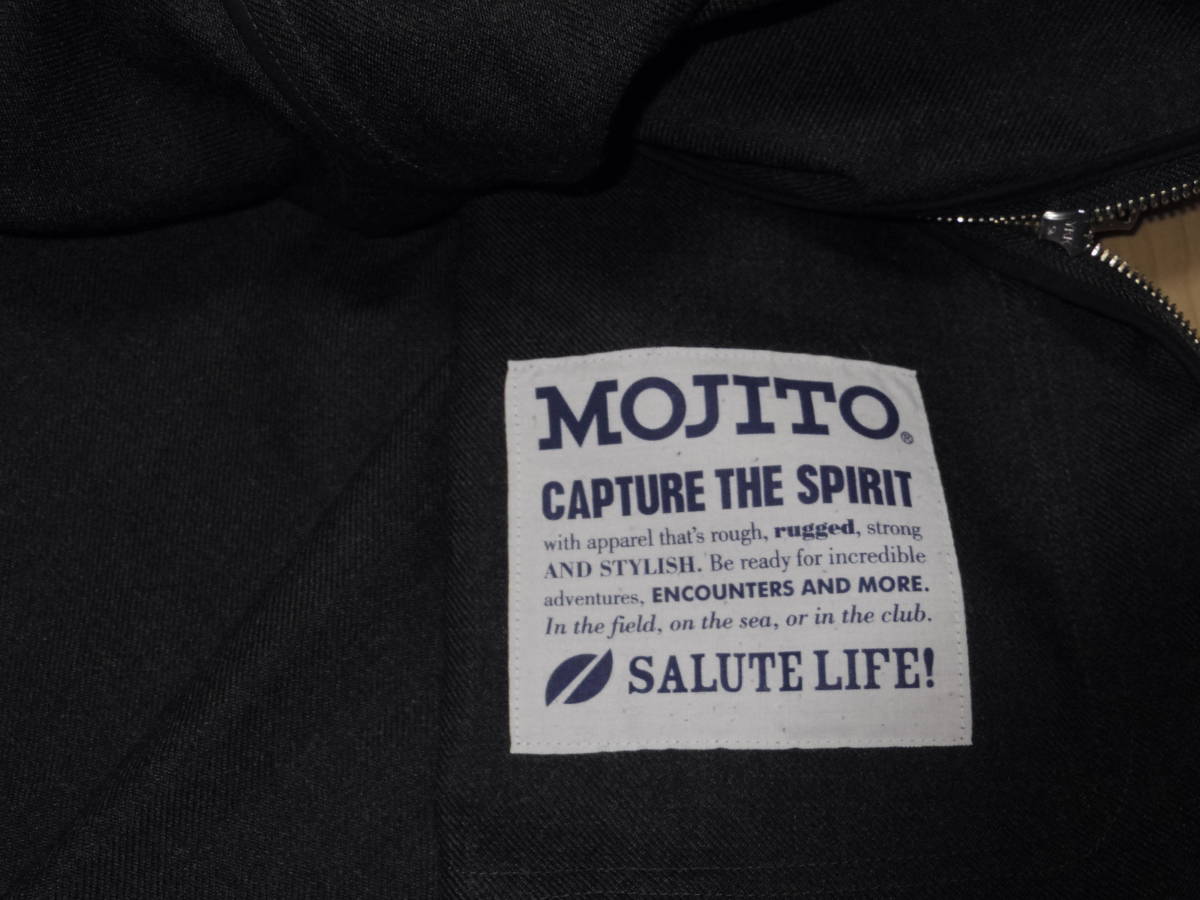 MOJITO®
CAPTURE THE SPIRIT
with apparel that's rough, rugged, strong
AND STYLISH. Be ready for incredible
adventures, ENCOUNTERS AND MORE.
In the field, on the sea, or in the club.
SALUTE LIFE!